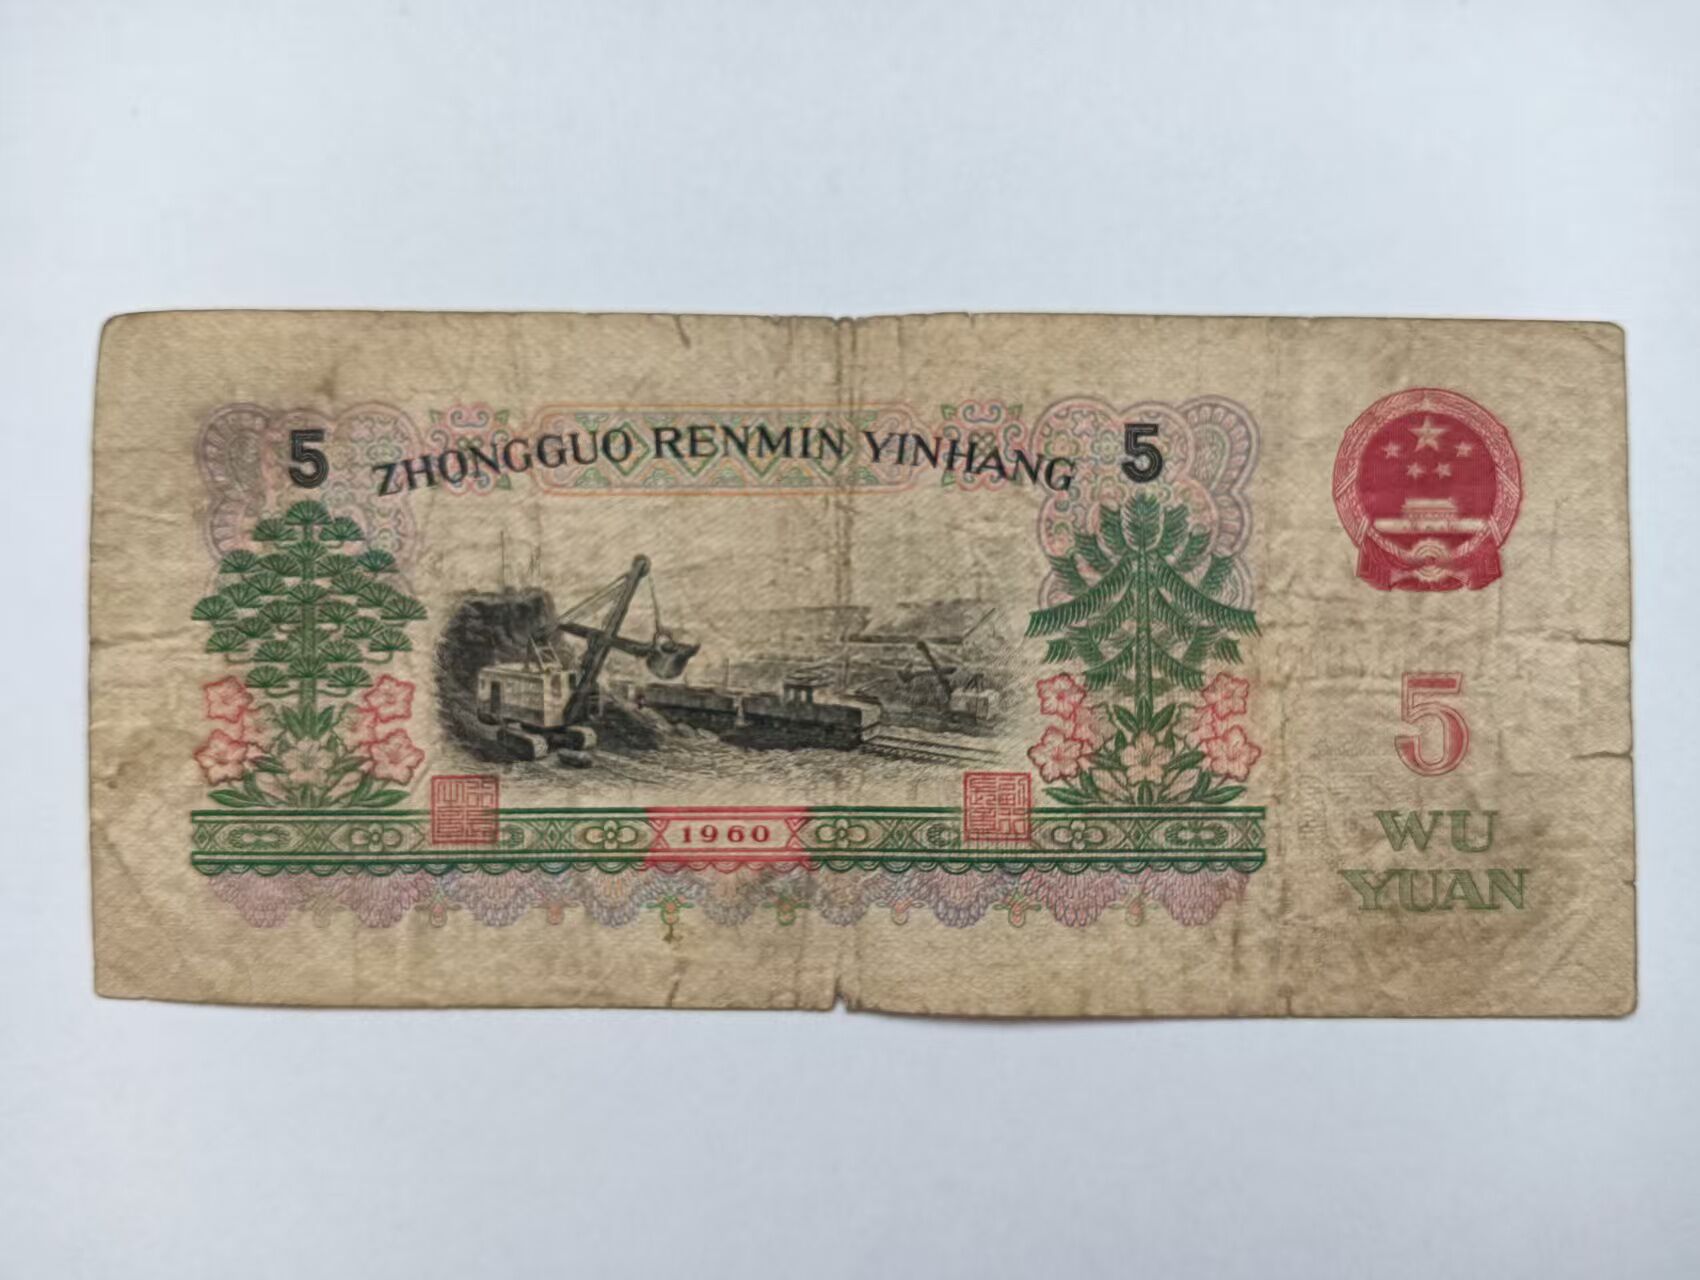 5 ZHONGGUO RENMIN YINHANG 5
1960
5
WU
YUAN